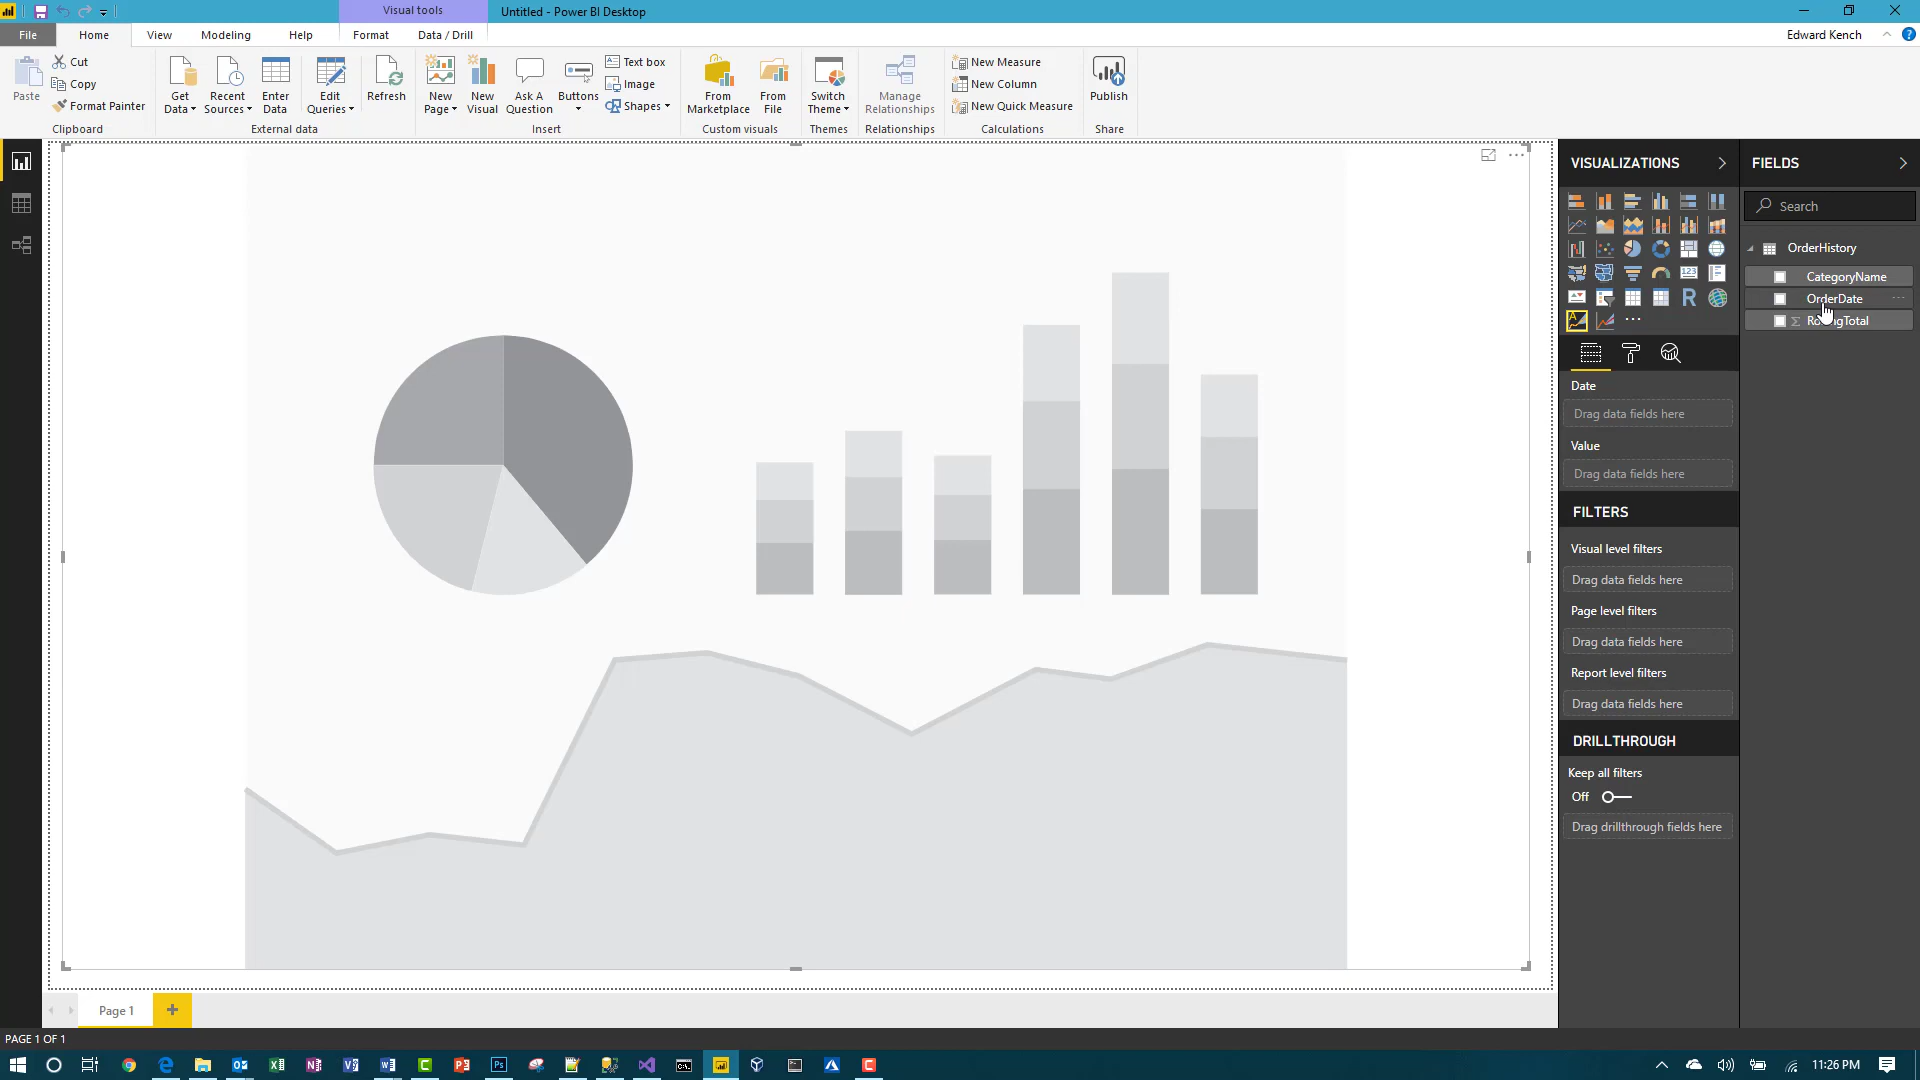 Visual tools
Untitled - Power BI Desktop
File
Home
View
Modeling
Help
Format
Data / Drill
Edward Kench
Paste
Cut
Copy
Format Painter
Clipboard
Get Data
Recent Sources
Enter Data
External data
Edit Queries
Refresh
New Page
New Visual
Ask A Question
Buttons
Text box
Image
Shapes
Insert
From Marketplace
From File
Custom visuals
Switch Theme
Themes
Manage Relationships
Relationships
New Measure
New Column
New Quick Measure
Calculations
Publish
Share
VISUALIZATIONS
Date
Drag data fields here
Value
Drag data fields here
FILTERS
Visual level filters
Drag data fields here
Page level filters
Drag data fields here
Report level filters
Drag data fields here
DRILLTHROUGH
Keep all filters
Off
Drag drillthrough fields here
FIELDS
Search
OrderHistory
CategoryName
OrderDate
Page 1
PAGE 1 OF 1
11:26 PM